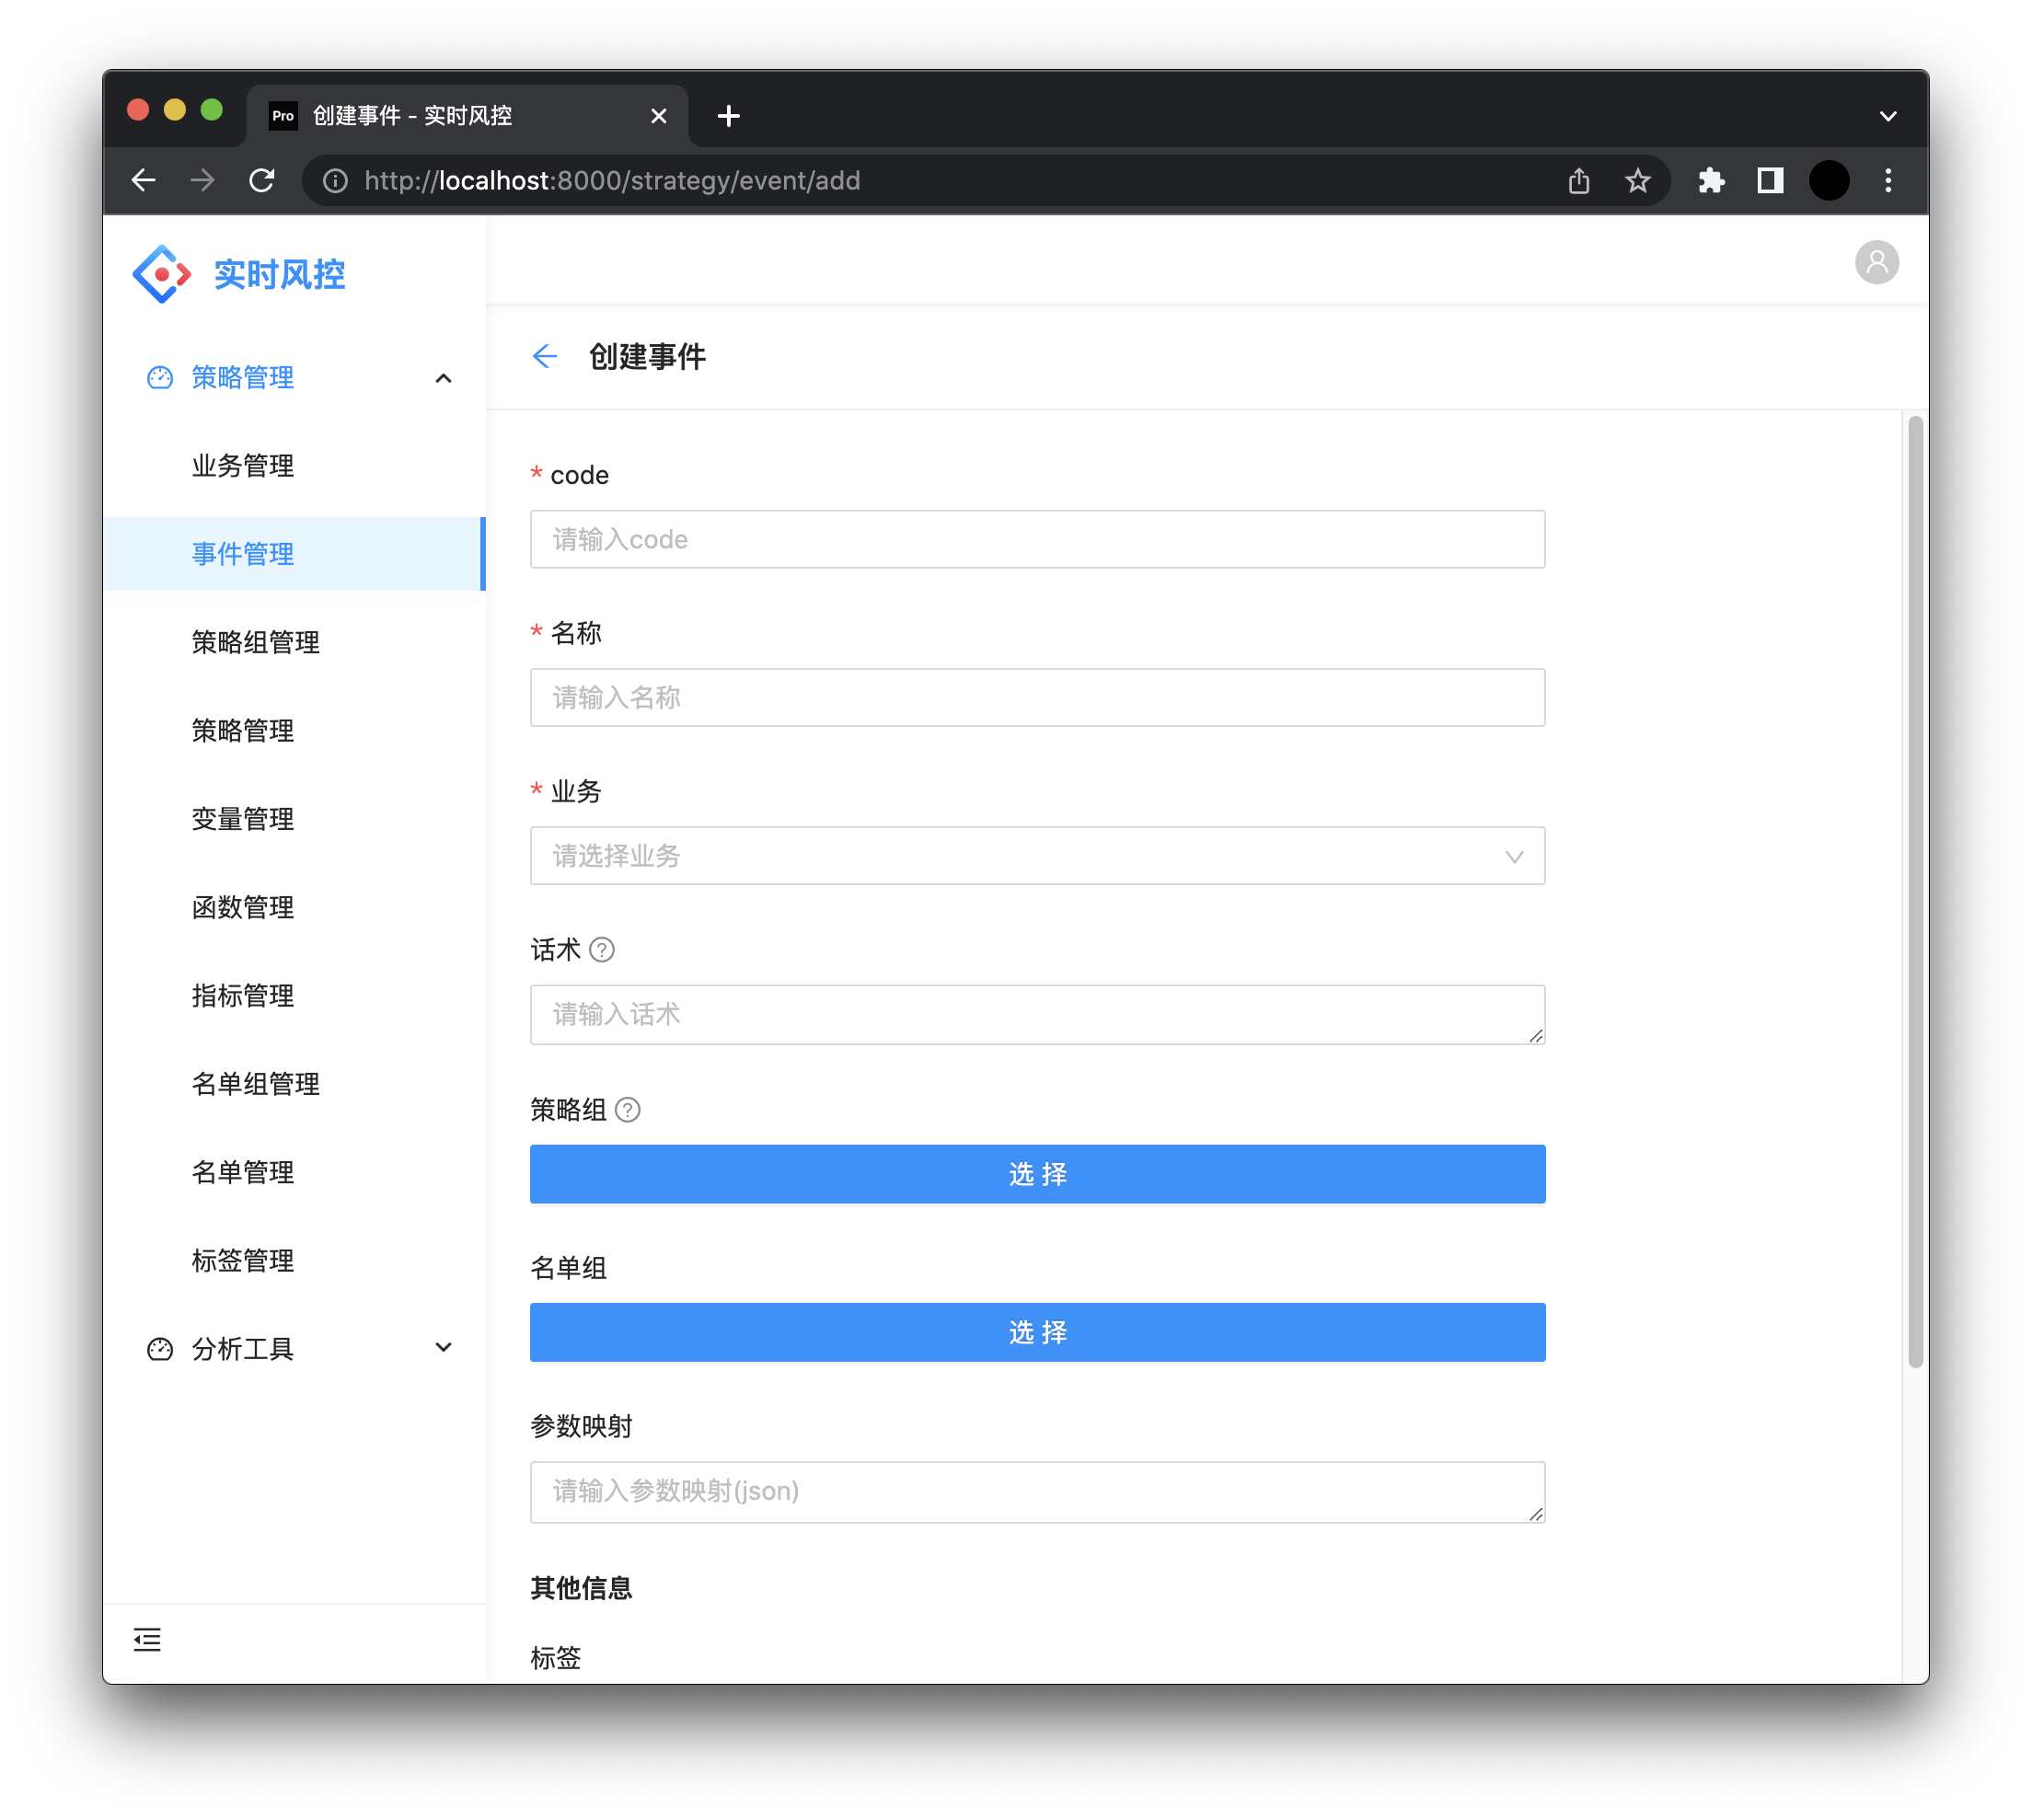 Pro 创建事件 - 实时风控
http://localhost:8000/strategy/event/add
实时风控
策略管理
业务管理
事件管理
策略组管理
策略管理
变量管理
函数管理
指标管理
名单组管理
名单管理
标签管理
分析工具
创建事件
* code
请输入code
* 名称
请输入名称
* 业务
请选择业务
话术
请输入话术
策略组
选 择
名单组
选 择
参数映射
请输入参数映射(json)
其他信息
标签